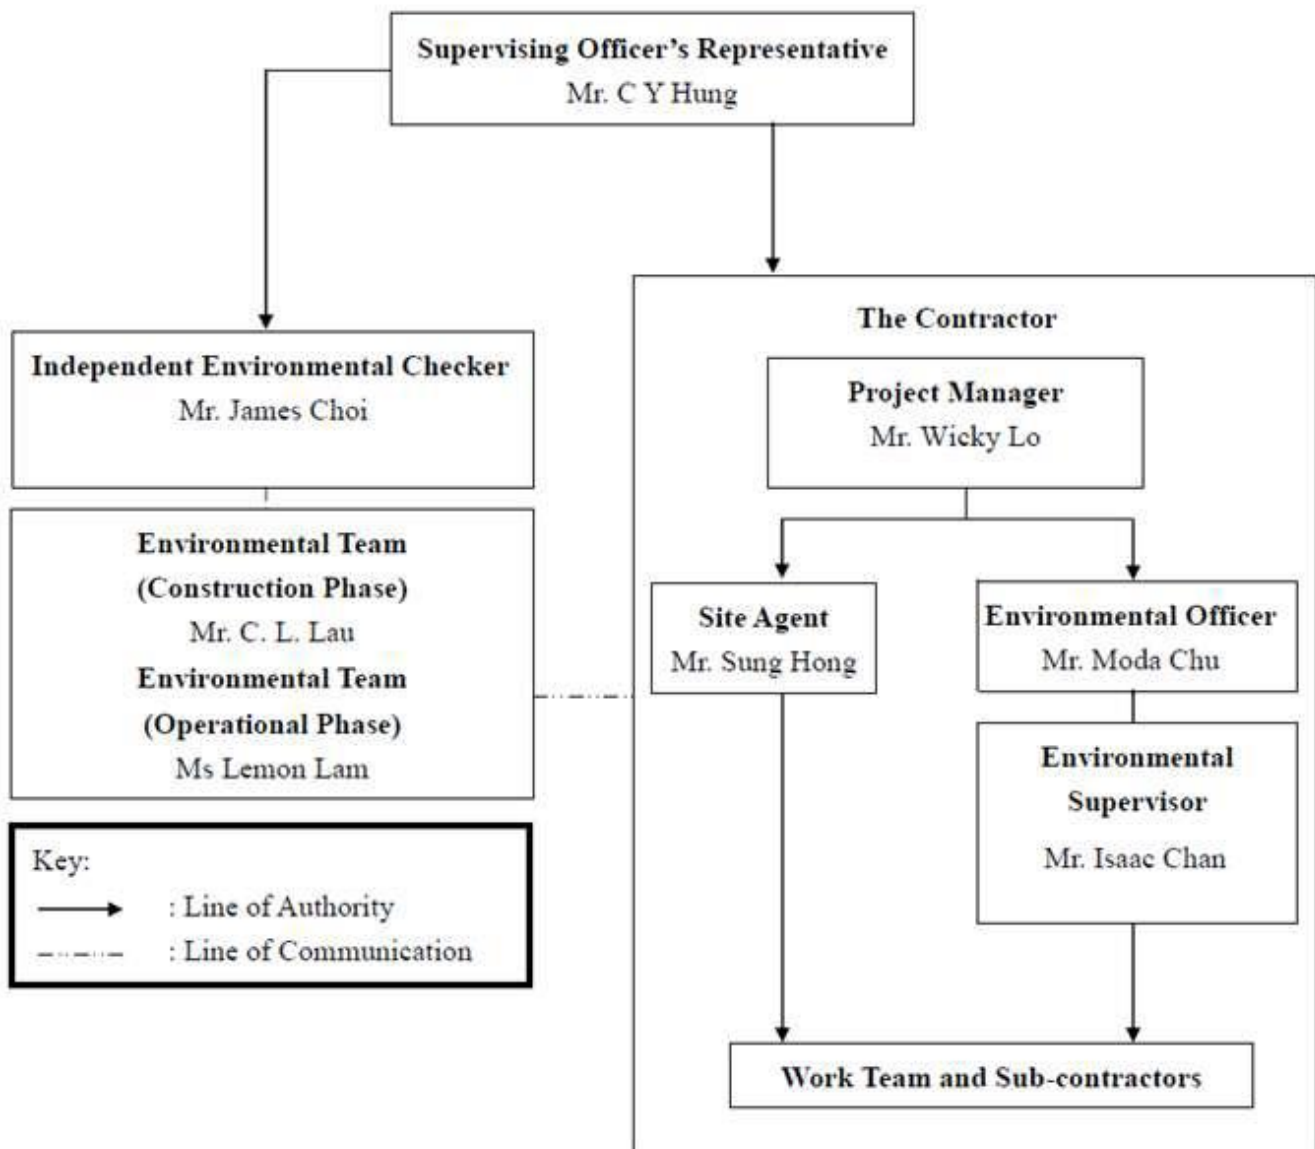 Supervising Officer’s Representative
Mr. C Y Hung
Independent Environmental Checker
Mr. James Choi
Environmental Team
(Construction Phase)
Mr. C. L. Lau
Environmental Team
(Operational Phase)
Ms Lemon Lam
Key:
: Line of Authority
: Line of Communication
The Contractor
Project Manager
Mr. Wicky Lo
Site Agent
Mr. Sung Hong
Environmental Officer
Mr. Moda Chu
Environmental
Supervisor
Mr. Isaac Chan
Work Team and Sub-contractors